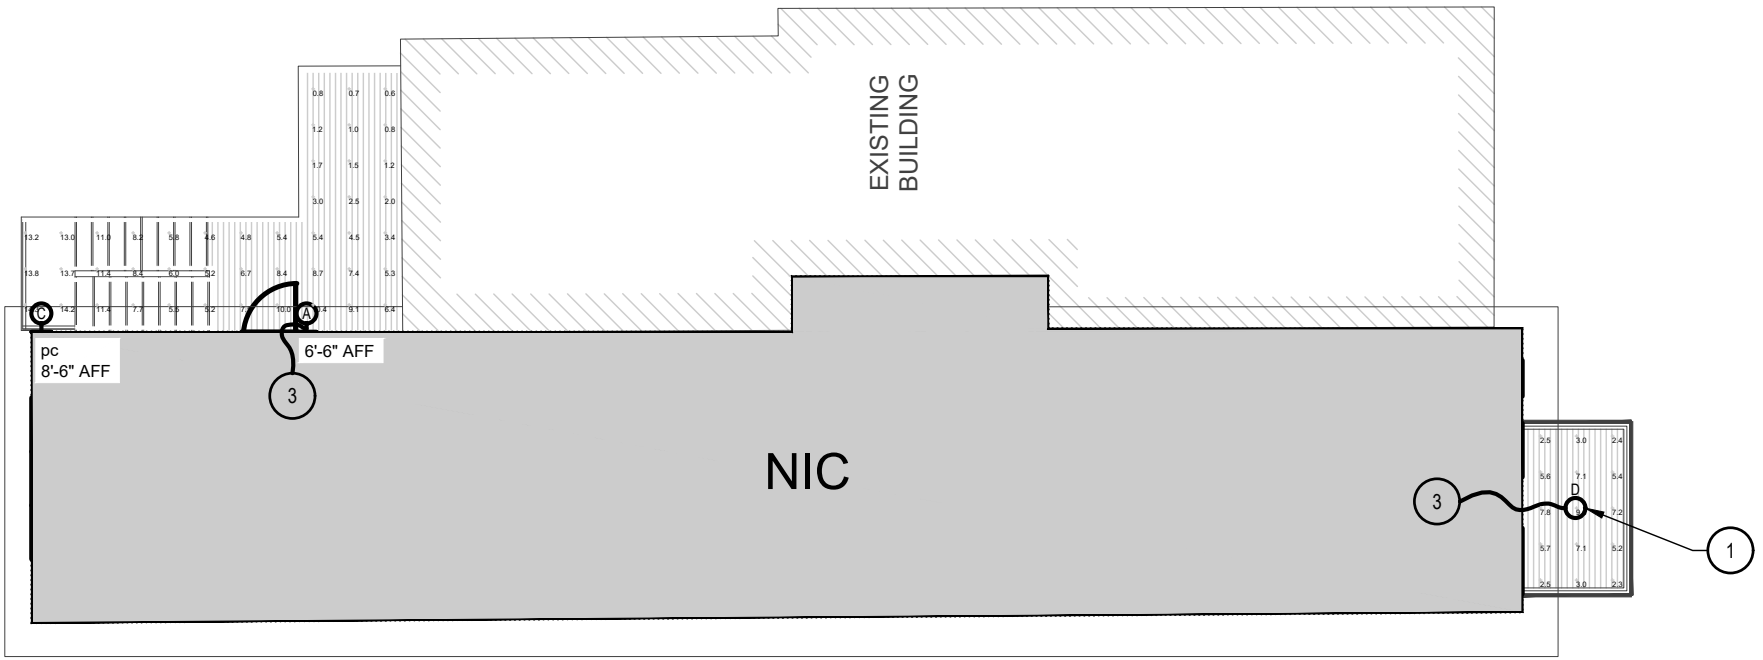 EXISTING
BUILDING
0.8 0.7 0.6
1.2 1.0 0.8
1.7 1.5 1.2
3.0 2.5 2.0
13.2 13.0 11.0 8.2 5.8 4.6 4.8 5.4 5.4 4.5 3.4
13.8 13.7 11.4 8.4 6.0 5.2 6.7 8.4 8.7 7.4 5.3
14.2 11.4 7.7 5.5 5.2 10.0 9.1 6.4
C
A
pc
8'-6" AFF
6'-6" AFF
3
NIC
2.5 3.0 2.4
5.6 7.1 5.4
D
3
7.8 7.2
1
5.7 7.1 5.2
2.5 3.0 2.3